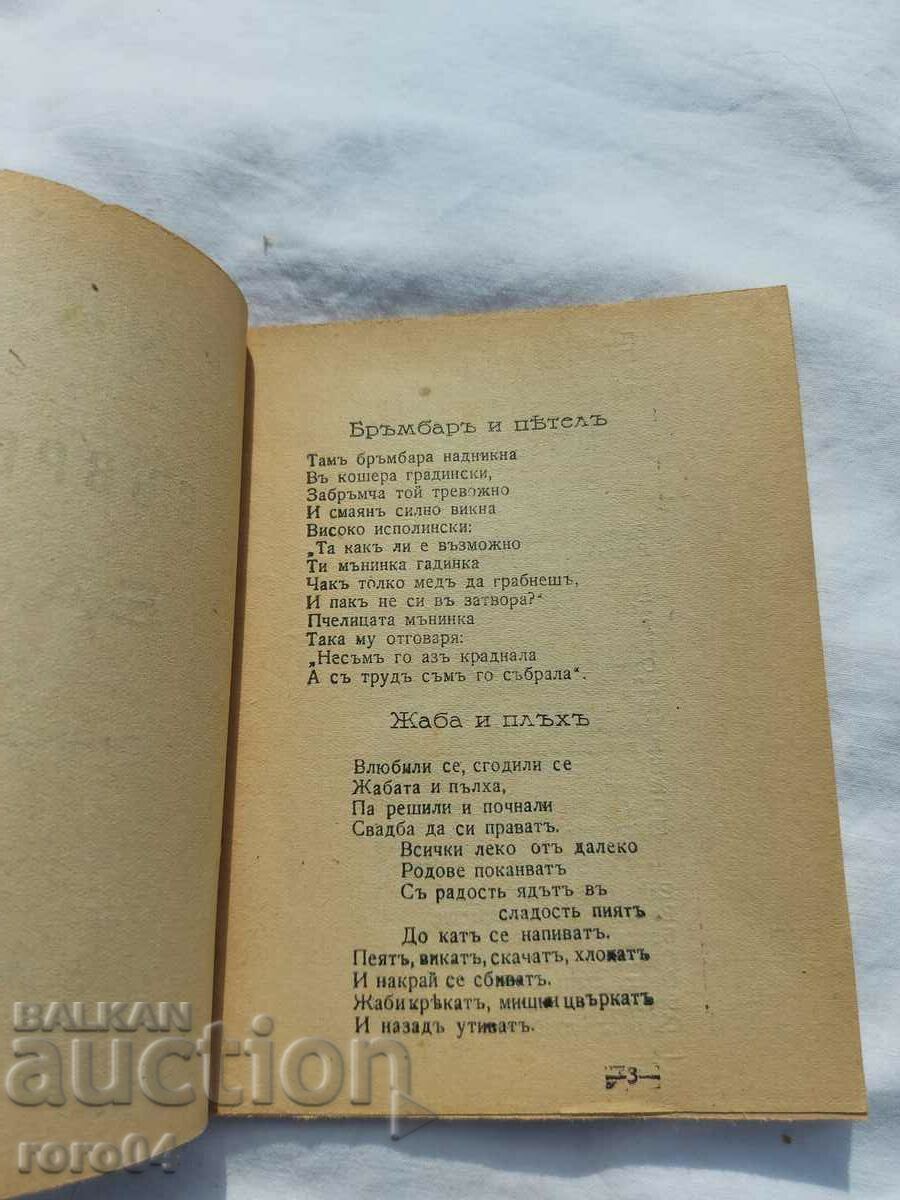 Бръмбаръ и пѣтелъ
Тамъ бръмбара надникна
Въ кошера градински,
Забръмча той тревожно
И смаянъ силно викна
Високо исполински:
„Та какъ ли е възможно
Ти мънинка гадинка
Чакъ толко медъ да грабнешъ,
И пакъ не си въ затвора?“
Пчелицата мънинка
Така му отговаря:
„Несъмъ го азъ краднала
А съ трудъ съмъ го събрала“.
Жаба и плъхъ
Влюбили се, сгодили се
Жабата и пълха,
Па решили и почнали
Свадба да си праватъ.
Всички леко отъ далеко
Родове поканватъ
Съ радость ядътъ въ
сладость пиятъ
До катъ се напиватъ.
Пеятъ, викатъ, скачатъ, хлопатъ
И накрай се сбиватъ.
Жаби крѣкатъ, мишки цвъркатъ
И назадъ утиватъ.
—3—
BALKAN
auction
roro04